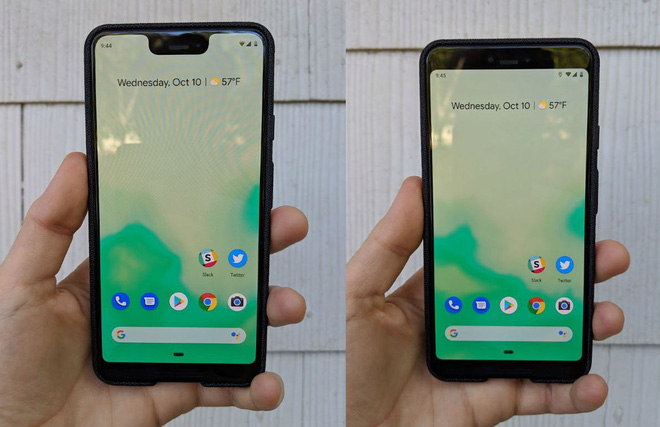 9:44
Wednesday, Oct 10 | 57°F
S
Slack
Twitter
G
9:45
Wednesday, Oct 10 | 57°F
S
Slack
Twitter
G